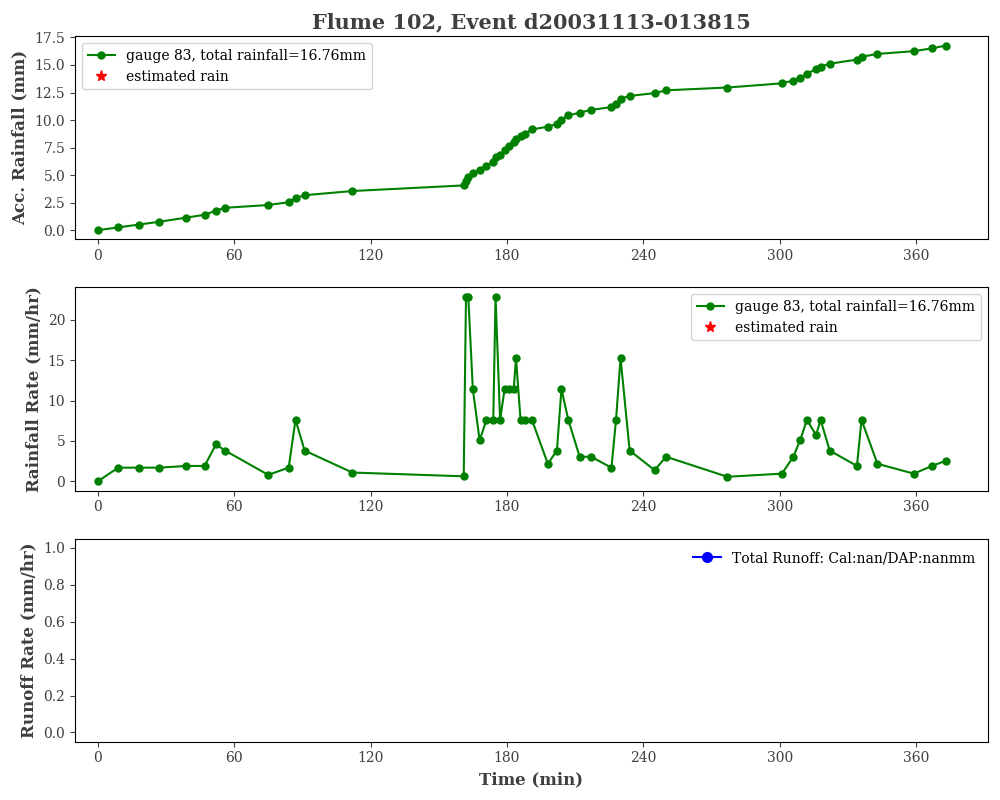 Flume 102, Event d20031113-013815
Acc. Rainfall (mm)
17.5
15.0
12.5
10.0
7.5
5.0
2.5
0.0
gauge 83, total rainfall=16.76mm
estimated rain
0 60 120 180 240 300 360
Rainfall Rate (mm/hr)
20
15
10
5
0
gauge 83, total rainfall=16.76mm
estimated rain
0 60 120 180 240 300 360
Runoff Rate (mm/hr)
1.0
0.8
0.6
0.4
0.2
0.0
Total Runoff: Cal:nan/DAP:nanmm
0 60 120 180 240 300 360
Time (min)